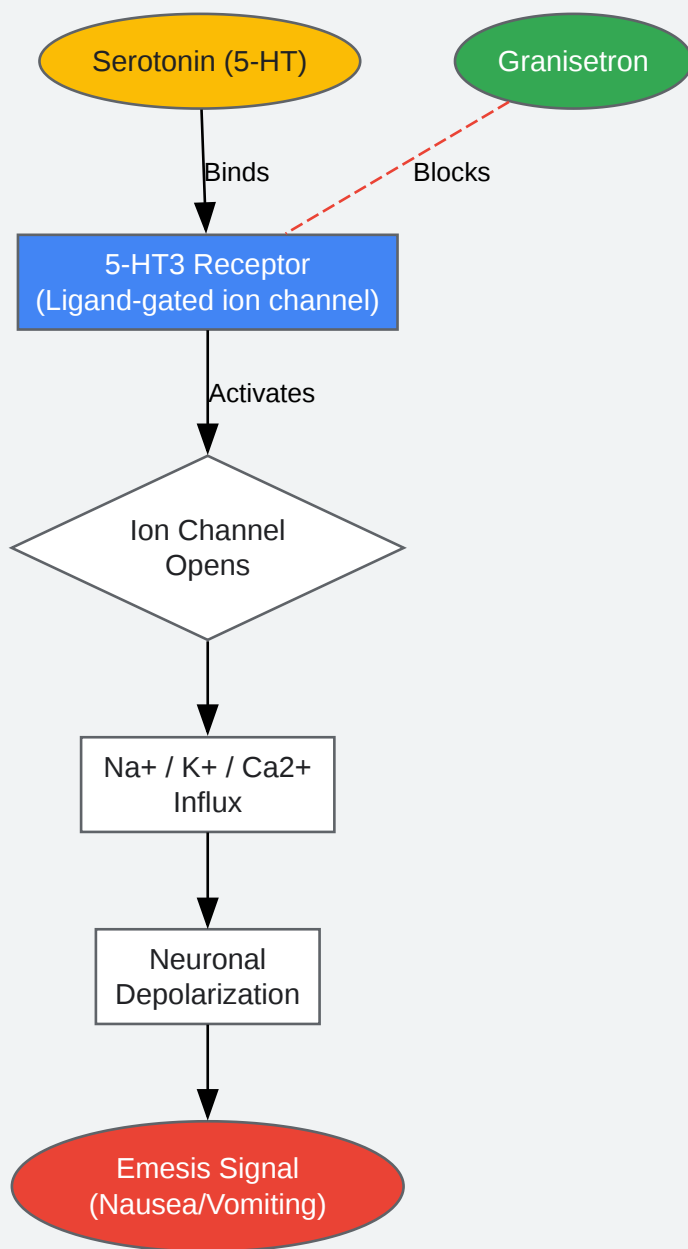 Serotonin (5-HT)
Granisetron
Binds
Blocks
5-HT3 Receptor
(Ligand-gated ion channel)
Activates
Ion Channel
Opens
Na+ / K+ / Ca2+
Influx
Neuronal
Depolarization
Emesis Signal
(Nausea/Vomiting)